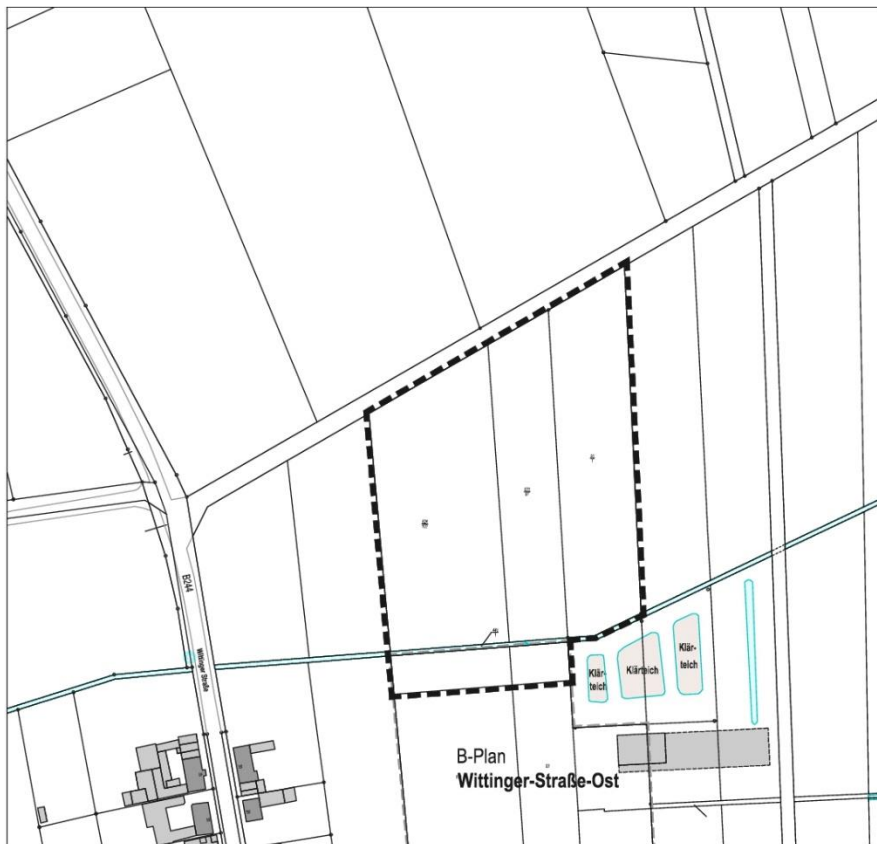 B244
Wittinger
Straße
Klär-
teich
Klärteich
Klär-
teich
B-Plan
Wittinger-Straße-Ost